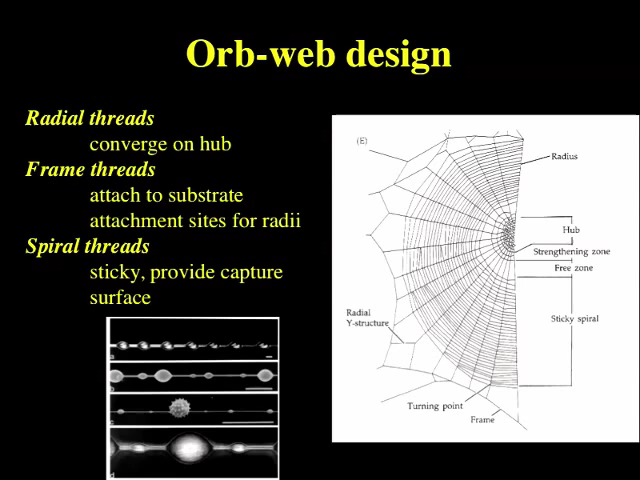 Orb-web design
Radial threads
converge on hub
Frame threads
attach to substrate
attachment sites for radii
Spiral threads
sticky, provide capture
surface
(E)
Radius
Hub
Strengthening zone
Free zone
Sticky spiral
Radial
Y-structure
Turning point
Frame
a
b
c
d